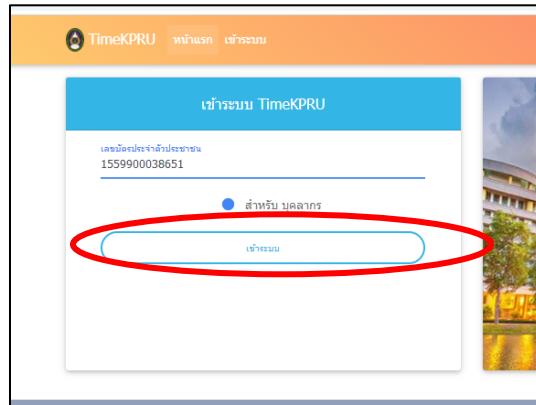 TimeKPRU หน้าแรก เข้าระบบ
เข้าระบบ TimeKPRU
เลขบัตรประจำตัวประชาชน
1559900038651
สำหรับ บุคลากร
เข้าระบบ